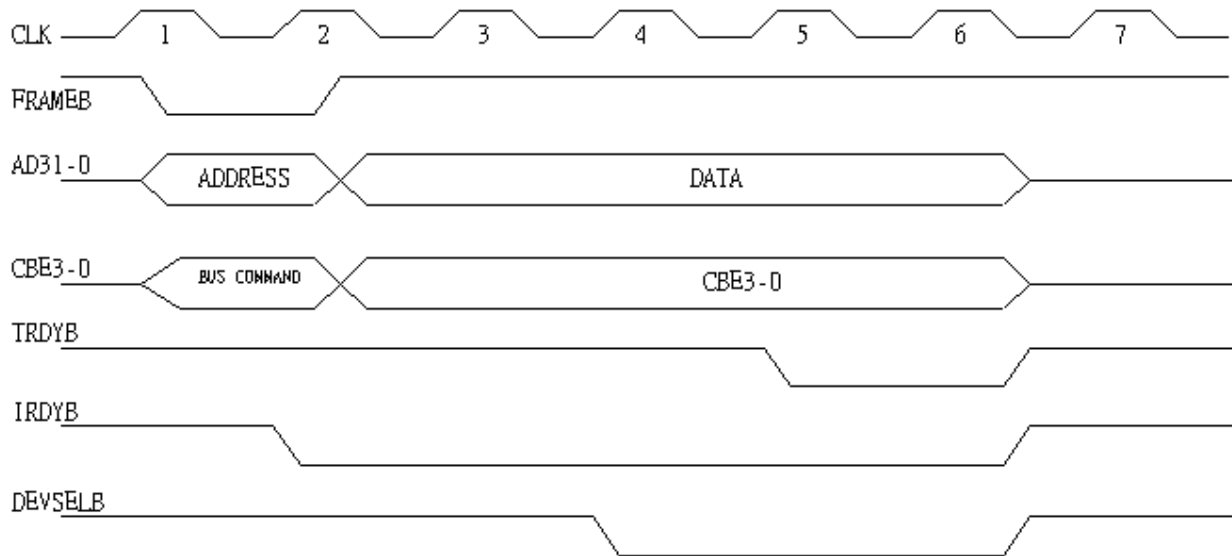 CLK 1 2 3 4 5 6 7
FRAMEB
AD31-0 ADDRESS DATA
CBE3-0 BUS COMMAND CBE3-0
TRDYB
IRDYB
DEVSELB